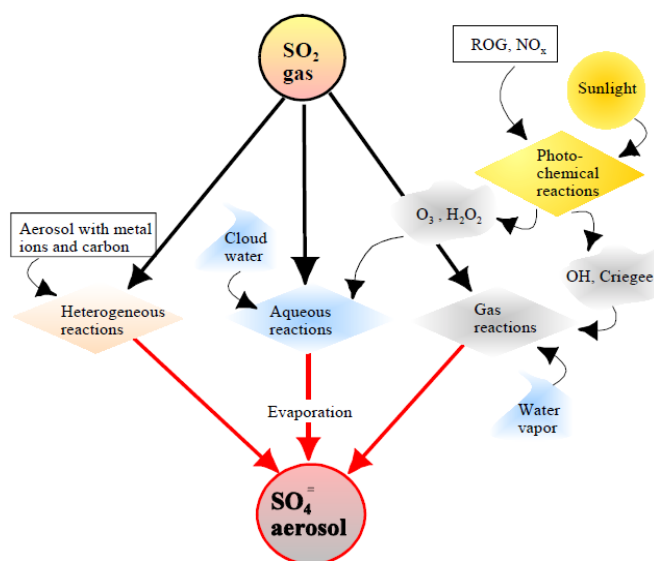 SO₂
gas
ROG, NOₓ
Sunlight
Photo-
chemical
reactions
O₃ , H₂O₂
Aerosol with metal
ions and carbon
Cloud
water
OH, Criegee
Heterogeneous
reactions
Aqueous
reactions
Gas
reactions
Evaporation
Water
vapor
SO₄⁼
aerosol